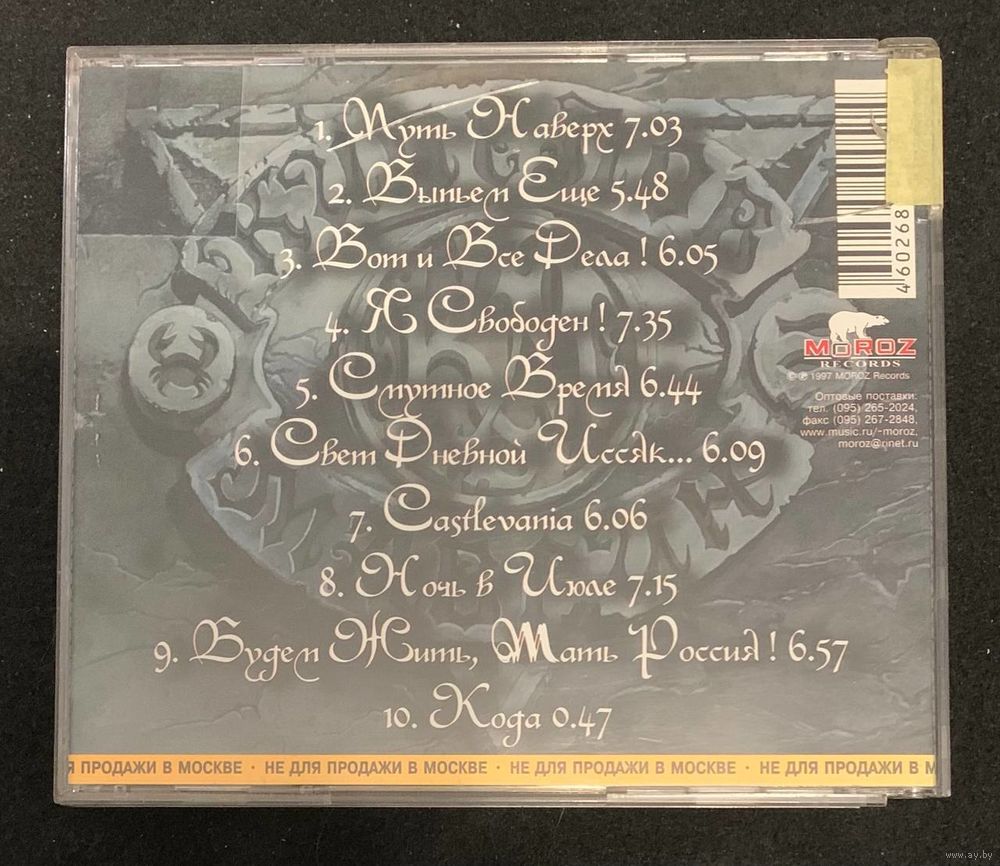 1. Путь Наверх 7.03
2. Выпьем Еще 5.48
3. Вот и Все Дела! 6.05
4. Я Свободен! 7.35
5. Смутное Время 6.44
6. Свет Дневной Иссяк... 6.09
7. Castlevania 6.06
8. Ночь в Июле 7.15
9. Будем Жить, Мать Россия! 6.57
10. Кода 0.47
4 60268
MOROZ
RECORDS
© ℗ 1997 MOROZ Records
Оптовые поставки:
тел. (095) 265-2024,
факс (095) 267-2848,
www.music.ru/~moroz,
moroz@rinet.ru
Я ПРОДАЖИ В МОСКВЕ · НЕ ДЛЯ ПРОДАЖИ В МОСКВЕ · НЕ ДЛЯ ПРОДАЖИ В МОСКВЕ · НЕ ДЛЯ ПРОДАЖИ В М
www.ay.by